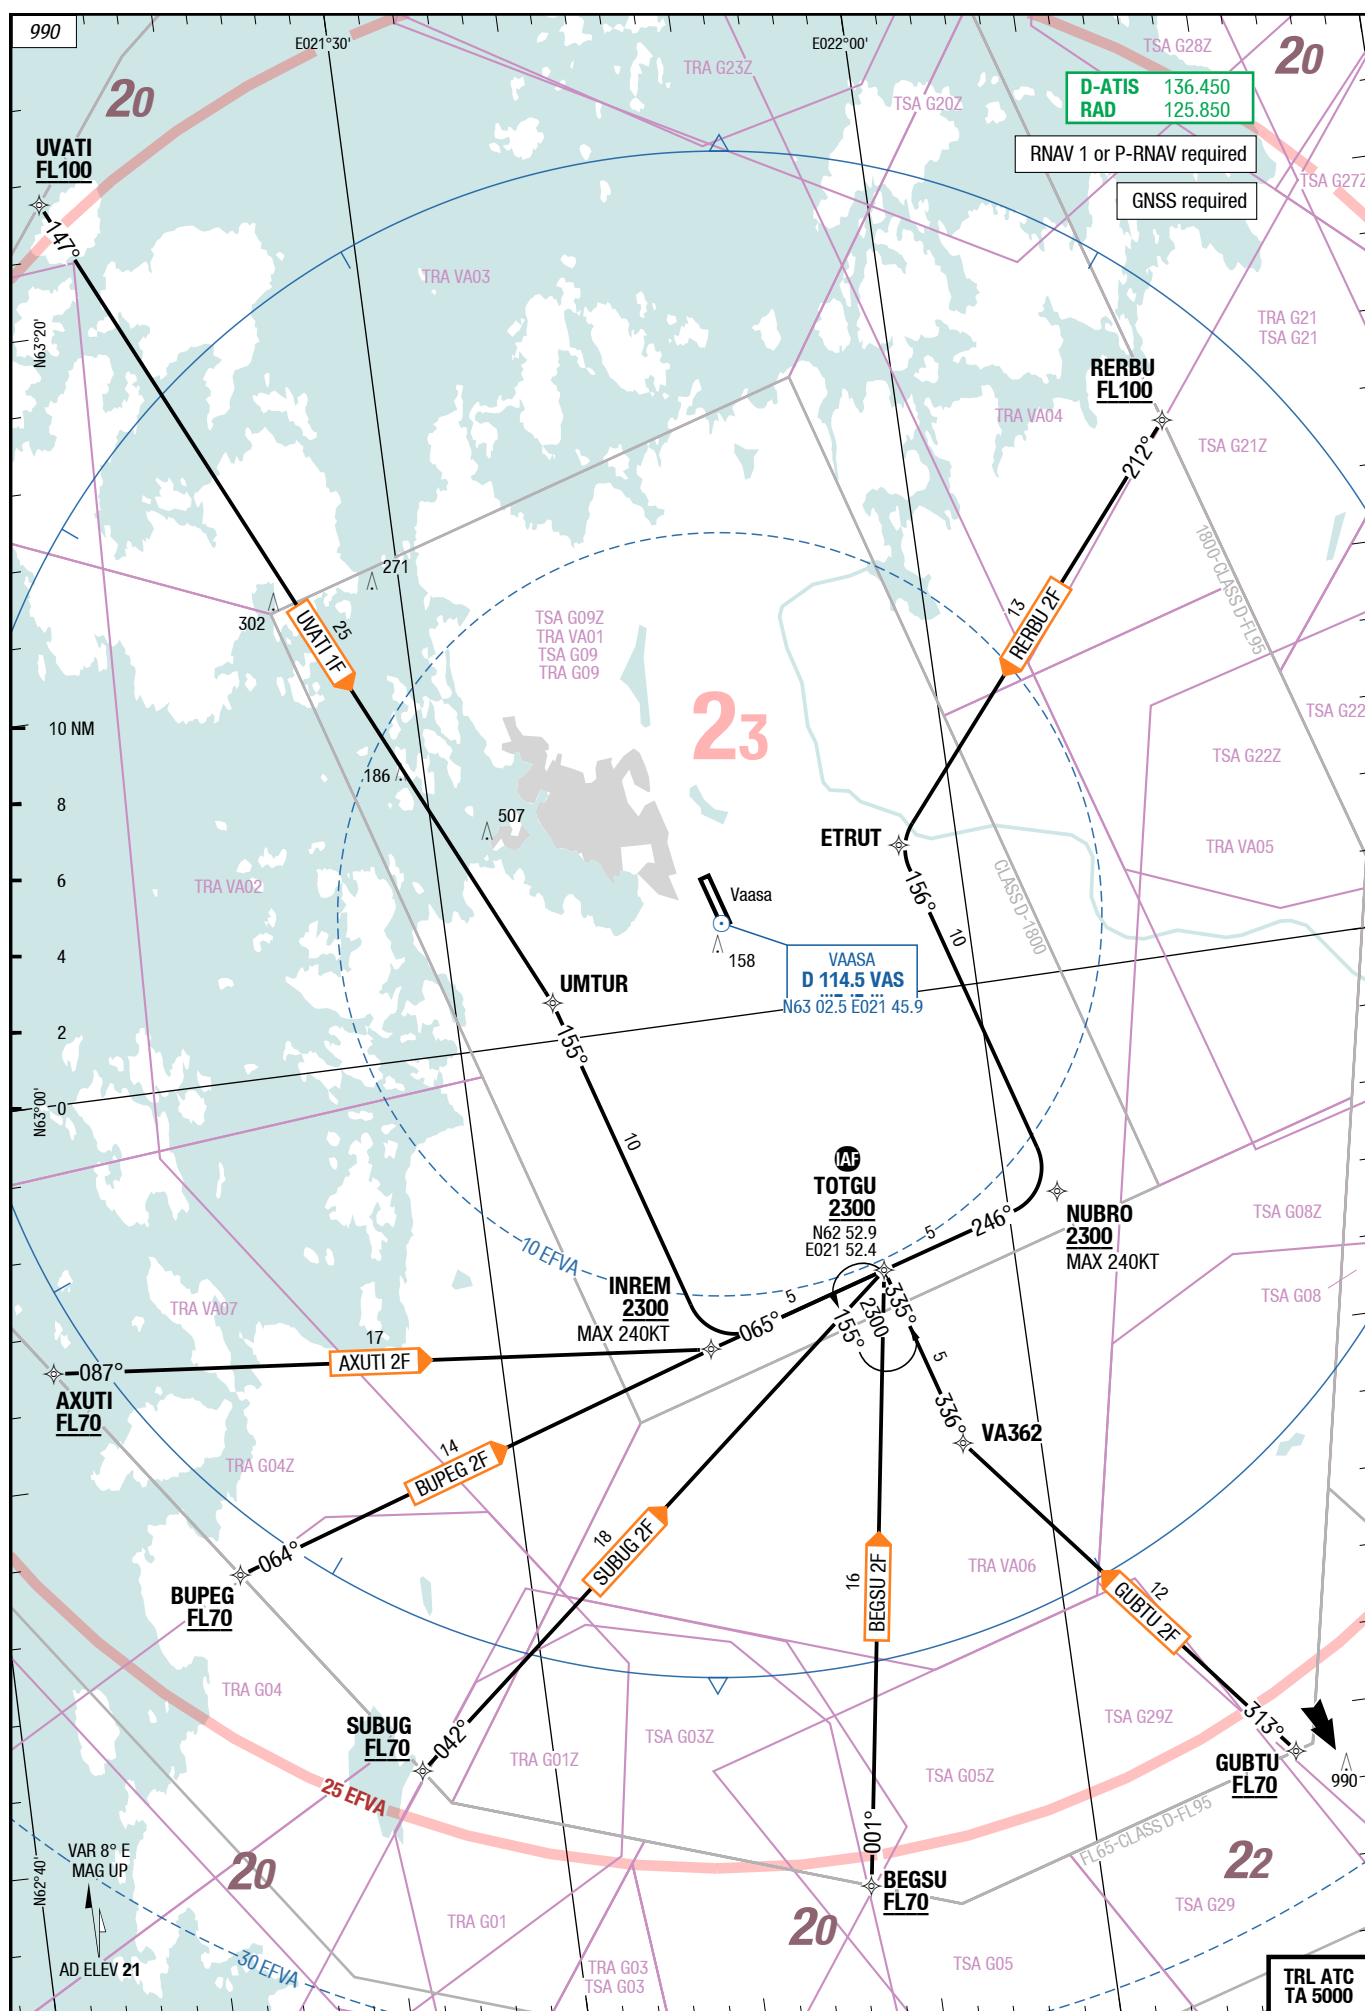 990
E021°30'
E022°00'
20
20
TSA G28Z
TRA G23Z
TSA G20Z
D-ATIS 136.450
RAD 125.850
RNAV 1 or P-RNAV required
GNSS required
TSA G27Z
UVATI
FL100
147°
TRA VA03
N63°20'
TRA G21
TSA G21
RERBU
FL100
TRA VA04
212°
TSA G21Z
1800-CLASS D-FL95
271
302
UVATI 1F
25
TSA G09Z
TRA VA01
TSA G09
TRA G09
13
RERBU 2F
23
TSA G22
TSA G22Z
10 NM
8
6
4
2
0
186
507
ETRUT
TRA VA05
TRA VA02
156°
10
CLASS D-1800
Vaasa
158
VAASA
D 114.5 VAS
N63 02.5 E021 45.9
UMTUR
155°
10
N63°00'
IAF
TOTGU
2300
N62 52.9
E021 52.4
5
246°
NUBRO
2300
MAX 240KT
TSA G08Z
TSA G08
10 EFVA
INREM
2300
MAX 240KT
5
065°
335°
2300
155°
TRA VA07
17
AXUTI 2F
087°
AXUTI
FL70
5
336°
VA362
14
BUPEG 2F
TRA G04Z
064°
BUPEG
FL70
18
SUBUG 2F
16
BEGSU 2F
TRA VA06
12
GUBTU 2F
313°
GUBTU
FL70
990
TRA G04
SUBUG
FL70
042°
TRA G01Z
TSA G03Z
TSA G29Z
TSA G05Z
25 EFVA
001°
BEGSU
FL70
FL65-CLASS D-FL95
22
TSA G29
VAR 8° E
MAG UP
N62°40'
20
20
AD ELEV 21
30 EFVA
TRA G01
TRA G03
TSA G03
TSA G05
TRL ATC
TA 5000